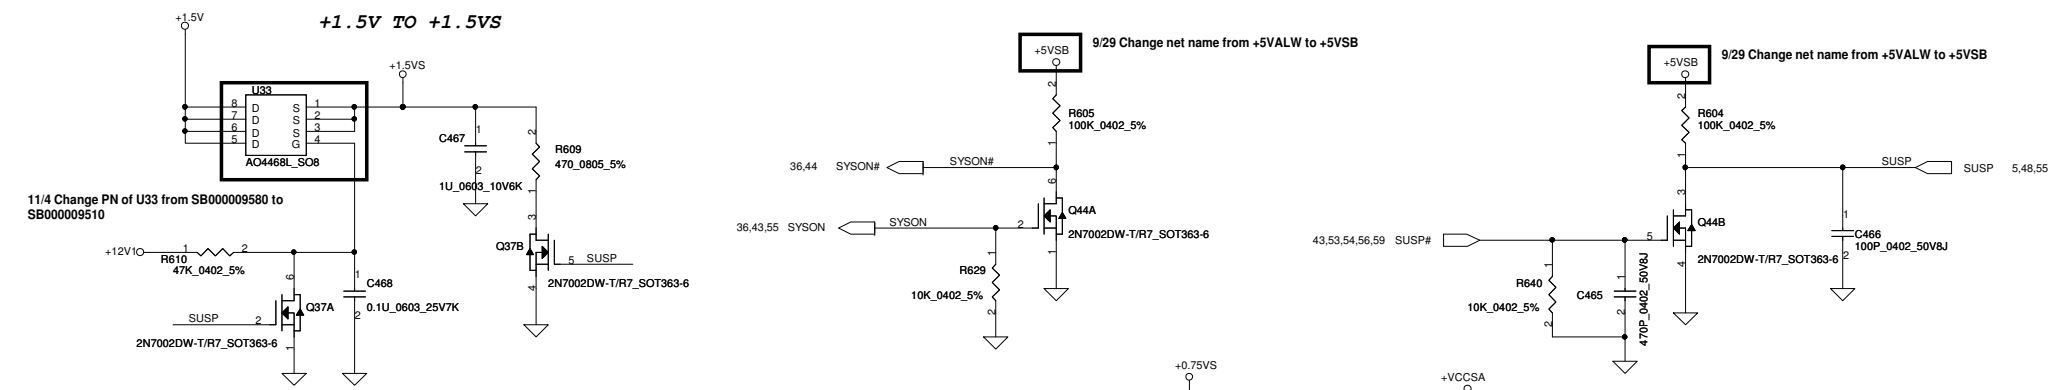 +1.5V TO +1.5VS
+1.5V
+1.5VS
U33
8 D S 1
7 D S 2
6 D S 3
5 D G 4
AO4468L_SO8
11/4 Change PN of U33 from SB000009580 to
SB000009510
C467
1
2
1U_0603_10V6K
2
R609
470_0805_5%
1
3
Q37B
5 SUSP
4
2N7002DW-T/R7_SOT363-6
+12V1
1
2
R610
47K_0402_5%
6
Q37A
SUSP 2
1
2N7002DW-T/R7_SOT363-6
1
C468
0.1U_0603_25V7K
2
+5VSB
9/29 Change net name from +5VALW to +5VSB
2
R605
100K_0402_5%
1
36,44 SYSON# SYSON#
6
Q44A
2N7002DW-T/R7_SOT363-6
36,43,55 SYSON SYSON 2
1
1
R629
10K_0402_5%
2
+5VSB
9/29 Change net name from +5VALW to +5VSB
2
R604
100K_0402_5%
1
SUSP SUSP 5,48,55
3
Q44B
2N7002DW-T/R7_SOT363-6
43,53,54,56,59 SUSP# 5
4
1
C466
100P_0402_50V8J
2
1
R640
10K_0402_5%
2
1
C465
470P_0402_50V8J
2
+0.75VS
+VCCSA